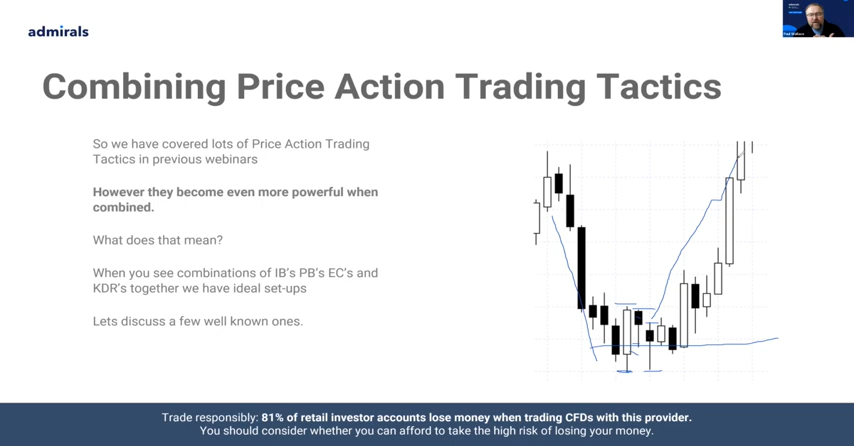 admirals
Combining Price Action Trading Tactics
So we have covered lots of Price Action Trading
Tactics in previous webinars
However they become even more powerful when
combined.
What does that mean?
When you see combinations of IB's PB's EC's and
KDR's together we have ideal set-ups
Lets discuss a few well known ones.
Trade responsibly: 81% of retail investor accounts lose money when trading CFDs with this provider.
You should consider whether you can afford to take the high risk of losing your money.